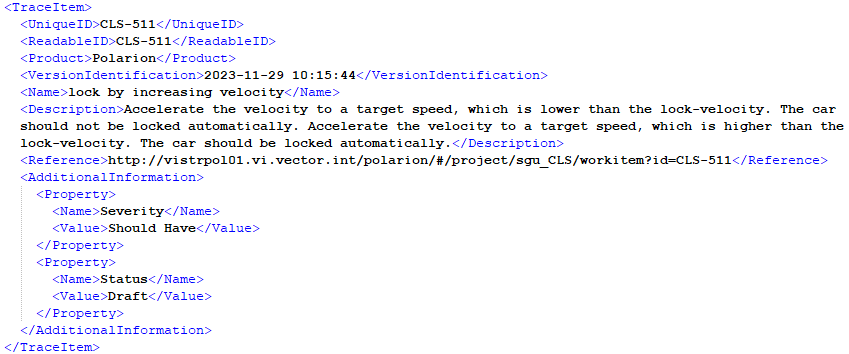 <TraceItem>
<UniqueID>CLS-511</UniqueID>
<ReadableID>CLS-511</ReadableID>
<Product>Polarion</Product>
<VersionIdentification>2023-11-29 10:15:44</VersionIdentification>
<Name>lock by increasing velocity</Name>
<Description>Accelerate the velocity to a target speed, which is lower than the lock-velocity. The car
should not be locked automatically. Accelerate the velocity to a target speed, which is higher than the
lock-velocity. The car should be locked automatically.</Description>
<Reference>http://vistrpol01.vi.vector.int/polarion/#/project/sgu_CLS/workitem?id=CLS-511</Reference>
<AdditionalInformation>
<Property>
<Name>Severity</Name>
<Value>Should Have</Value>
</Property>
<Property>
<Name>Status</Name>
<Value>Draft</Value>
</Property>
</AdditionalInformation>
</TraceItem>